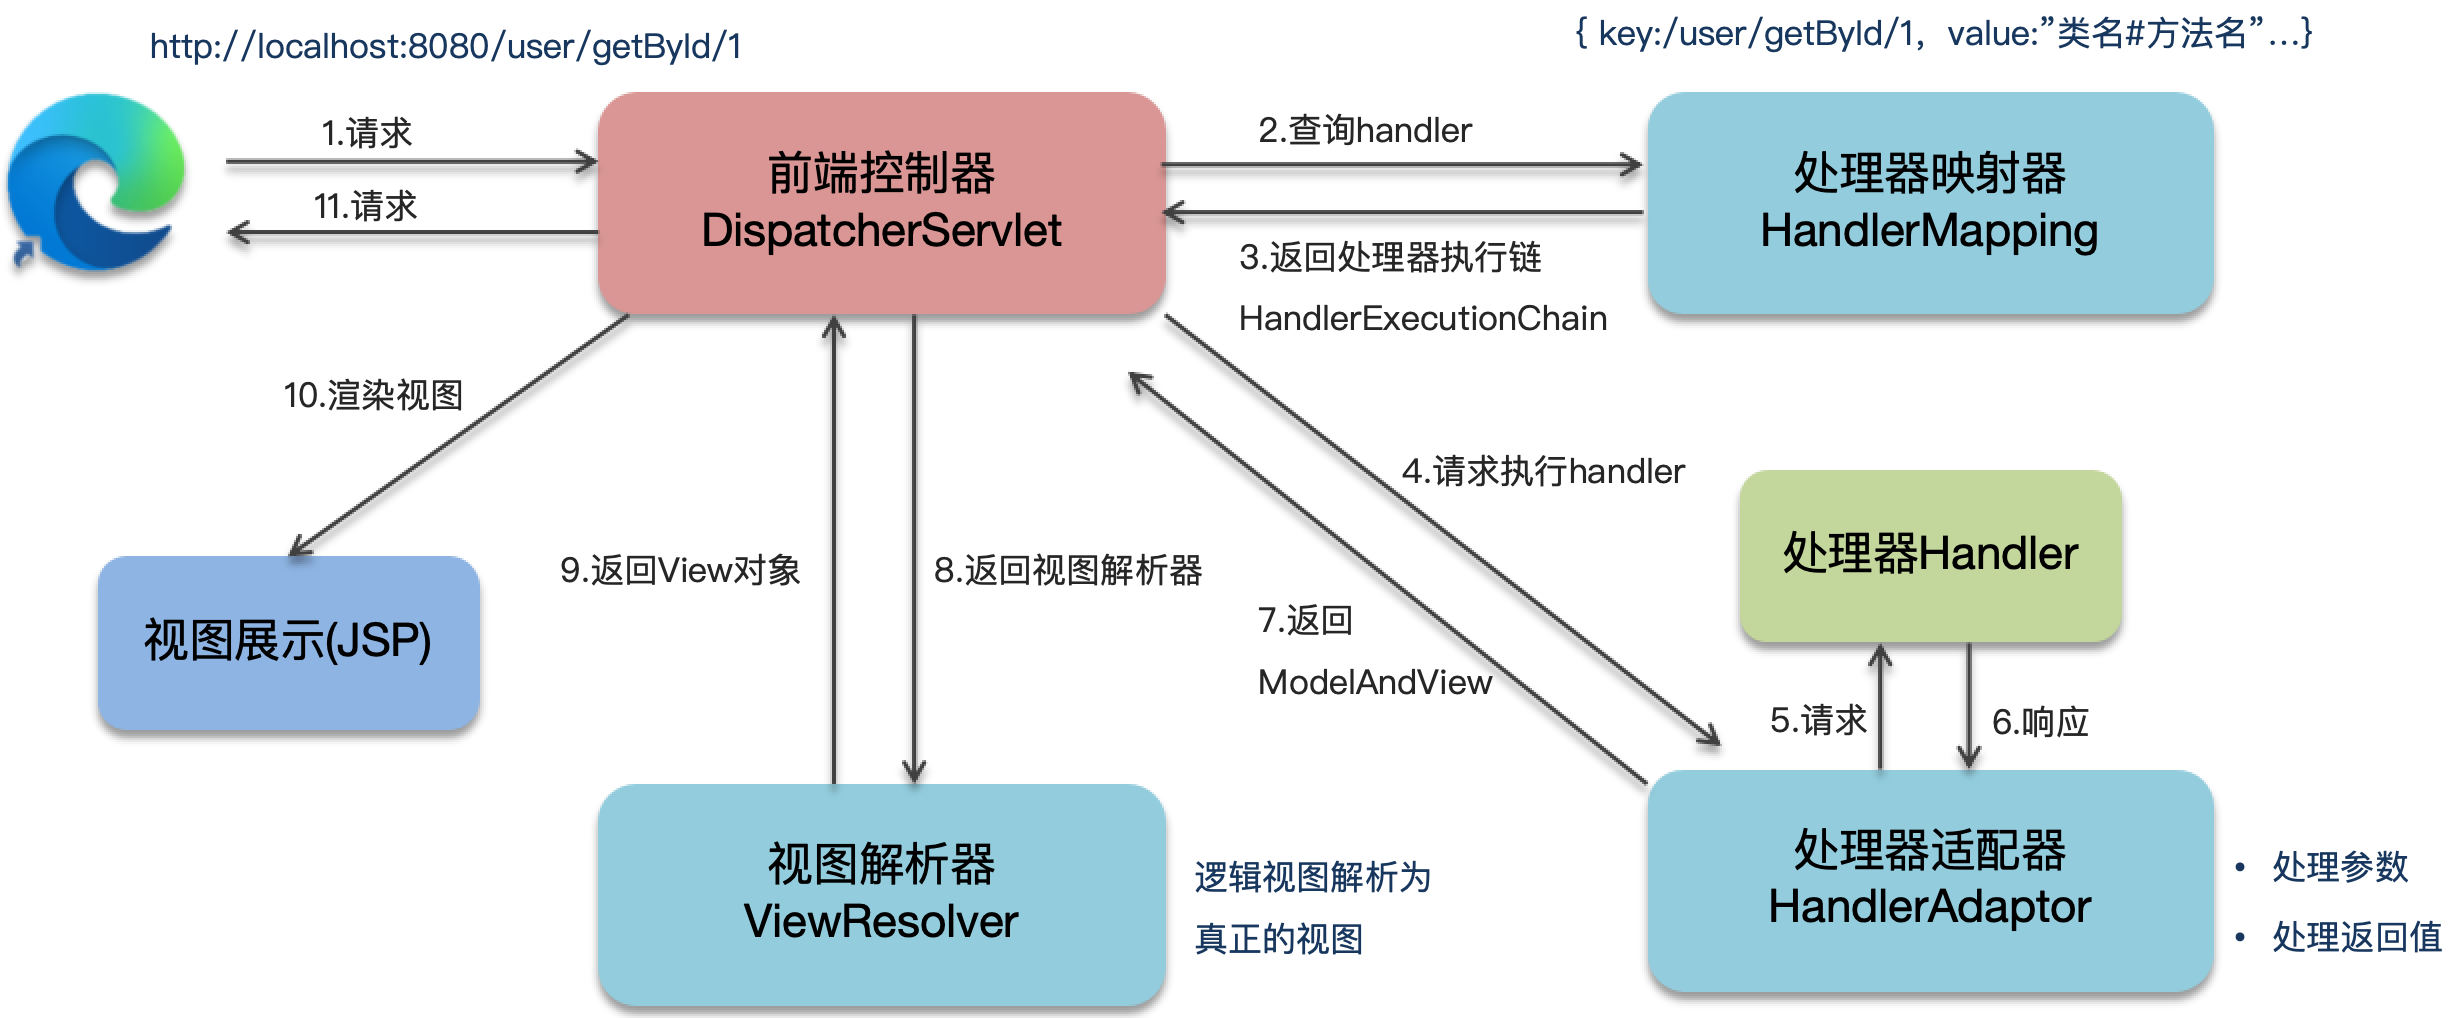 http://localhost:8080/user/getById/1
{ key:/user/getById/1，value:”类名#方法名”...}
1.请求
11.请求
前端控制器
DispatcherServlet
2.查询handler
3.返回处理器执行链
HandlerExecutionChain
处理器映射器
HandlerMapping
10.渲染视图
4.请求执行handler
处理器Handler
9.返回View对象
8.返回视图解析器
7.返回
ModelAndView
视图展示(JSP)
5.请求
6.响应
视图解析器
ViewResolver
逻辑视图解析为
真正的视图
处理器适配器
HandlerAdaptor
• 处理参数
• 处理返回值